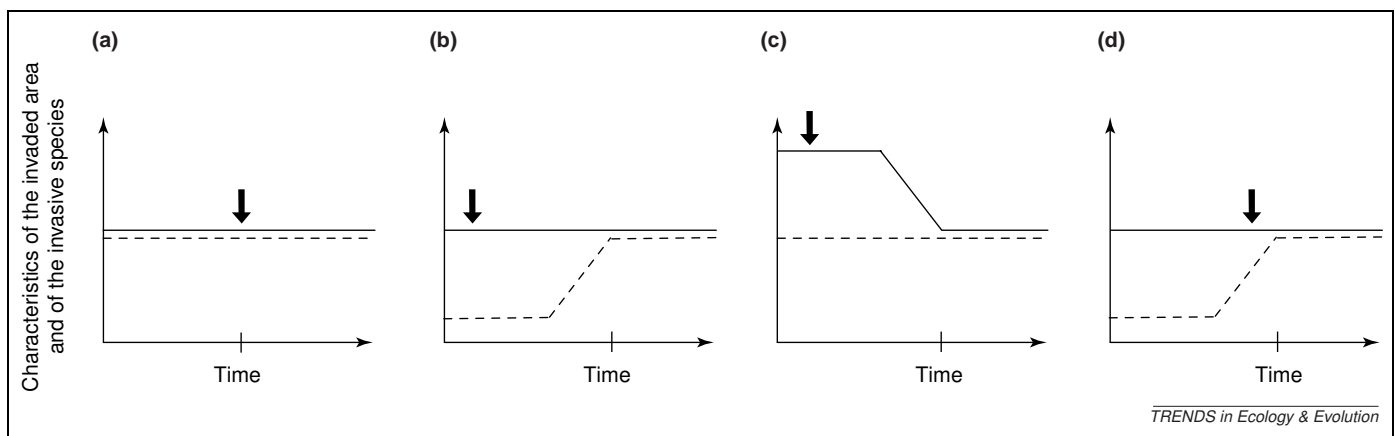 (a)
(b)
(c)
(d)
Characteristics of the invaded area
and of the invasive species
Time
Time
Time
Time
TRENDS in Ecology & Evolution